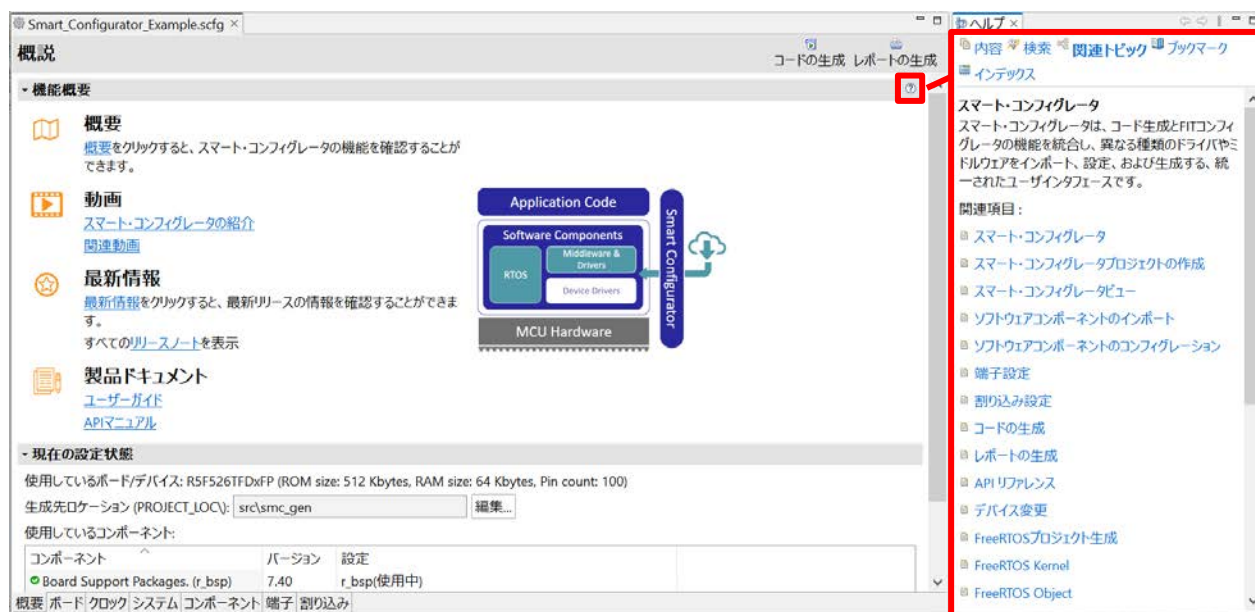 Smart_Configurator_Example.scfg
概説
コードの生成 レポートの生成
機能概要
概要
概要をクリックすると、スマート・コンフィグレータの機能を確認することが
できます。
動画
スマート・コンフィグレータの紹介
関連動画
最新情報
最新情報をクリックすると、最新リリースの情報を確認することができま
す。
すべてのリリースノートを表示
製品ドキュメント
ユーザーガイド
APIマニュアル
Application Code
Software Components
RTOS
Middleware &
Drivers
Device Drivers
MCU Hardware
Smart Configurator
現在の設定状態
使用しているボード/デバイス: R5F526TFDxFP (ROM size: 512 Kbytes, RAM size: 64 Kbytes, Pin count: 100)
生成先ロケーション (PROJECT_LOC\): src\smc_gen 編集...
使用しているコンポーネント:
コンポーネント バージョン 設定
Board Support Packages. (r_bsp) 7.40 r_bsp(使用中)
概要 ボード クロック システム コンポーネント 端子 割り込み
ヘルプ
内容 検索 関連トピック ブックマーク
インデックス
スマート・コンフィグレータ
スマート・コンフィグレータは、コード生成とFITコンフィ
グレータの機能を統合し、異なる種類のドライバやミ
ドルウェアをインポート、設定、および生成する、統
一されたユーザインタフェースです。
関連項目:
スマート・コンフィグレータ
スマート・コンフィグレータプロジェクトの作成
スマート・コンフィグレータビュー
ソフトウェアコンポーネントのインポート
ソフトウェアコンポーネントのコンフィグレーション
端子設定
割り込み設定
コードの生成
レポートの生成
API リファレンス
デバイス変更
FreeRTOSプロジェクト生成
FreeRTOS Kernel
FreeRTOS Object